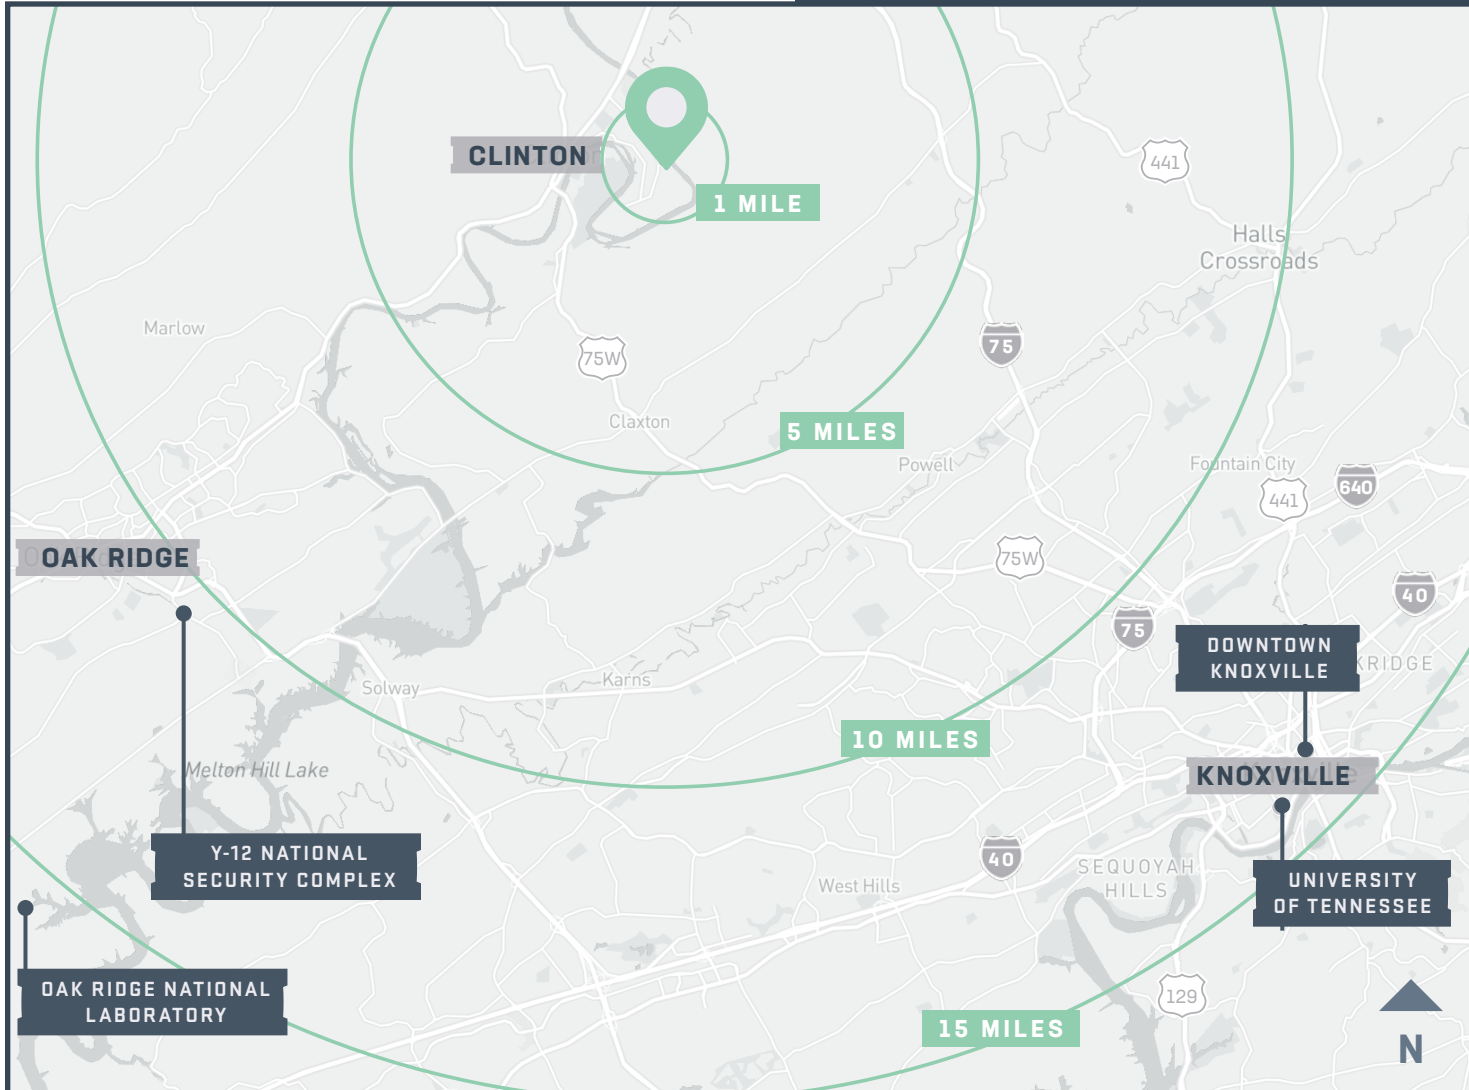 CLINTON
1 MILE
441
Halls
Crossroads
Marlow
75
75W
Claxton
5 MILES
Powell
Fountain City
640
441
OAK RIDGE
75W
40
75
DOWNTOWN
KNOXVILLE
KRIDGE
Karns
Solway
10 MILES
Melton Hill Lake
KNOXVILLE
Y-12 NATIONAL
SECURITY COMPLEX
40
SEQUOYAH
HILLS
West Hills
UNIVERSITY
OF TENNESSEE
OAK RIDGE NATIONAL
LABORATORY
129
15 MILES
N